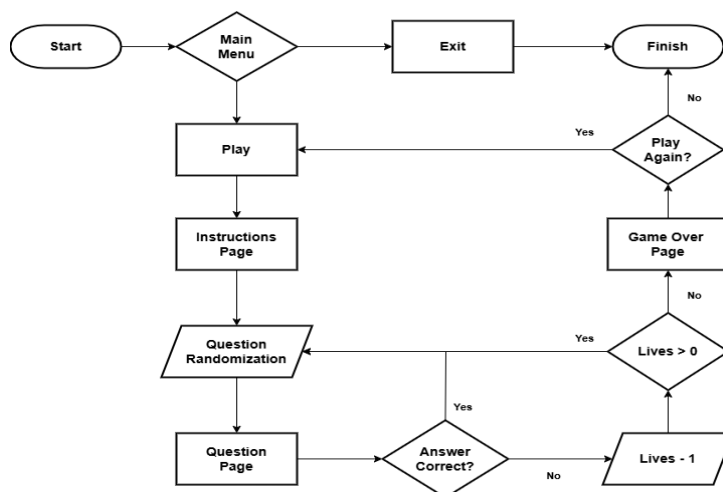 Start
Main
Menu
Exit
Finish
No
Yes
Play
Play
Again?
Instructions
Page
Game Over
Page
No
Question
Randomization
Yes
Lives > 0
Yes
Question
Page
Answer
Correct?
No
Lives - 1